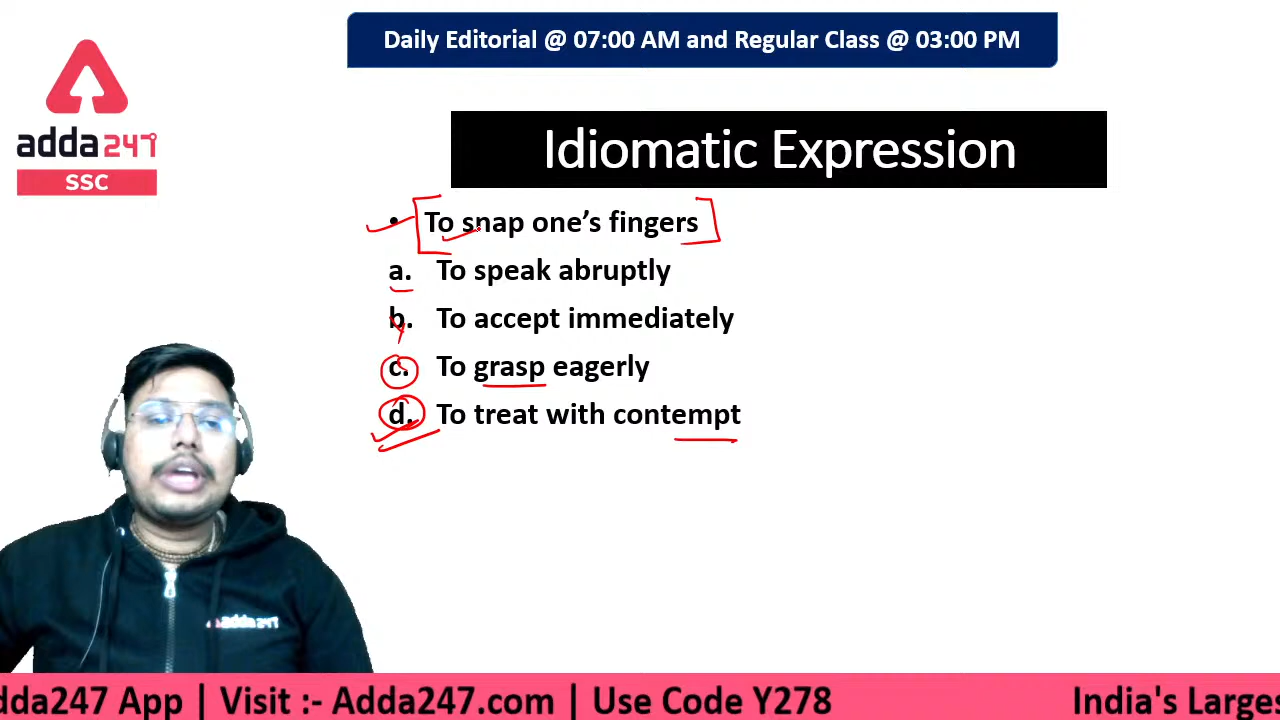 Daily Editorial @ 07:00 AM and Regular Class @ 03:00 PM
adda247
SSC
Idiomatic Expression
• To snap one’s fingers
a. To speak abruptly
b. To accept immediately
c. To grasp eagerly
d. To treat with contempt
adda247
dda247 App | Visit :- Adda247.com | Use Code Y278 India's Larges